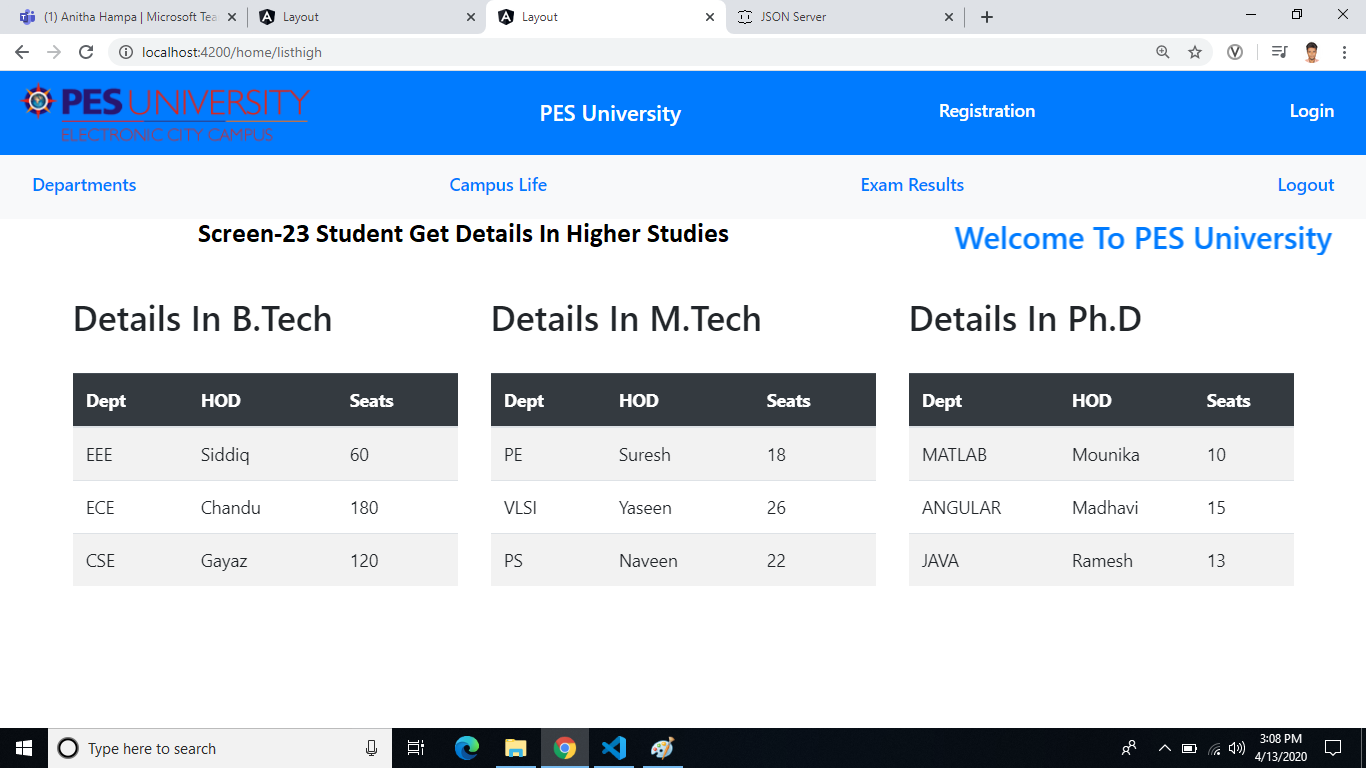 (1) Anitha Hampa | Microsoft Tea
Layout
Layout
JSON Server
localhost:4200/home/listhigh
PES UNIVERSITY
ELECTRONIC CITY CAMPUS
PES University
Registration
Login
Departments
Campus Life
Exam Results
Logout
Screen-23 Student Get Details In Higher Studies
Welcome To PES University
Details In B.Tech
Dept HOD Seats
EEE Siddiq 60
ECE Chandu 180
CSE Gayaz 120
Details In M.Tech
Dept HOD Seats
PE Suresh 18
VLSI Yaseen 26
PS Naveen 22
Details In Ph.D
Dept HOD Seats
MATLAB Mounika 10
ANGULAR Madhavi 15
JAVA Ramesh 13
Type here to search
3:08 PM
4/13/2020